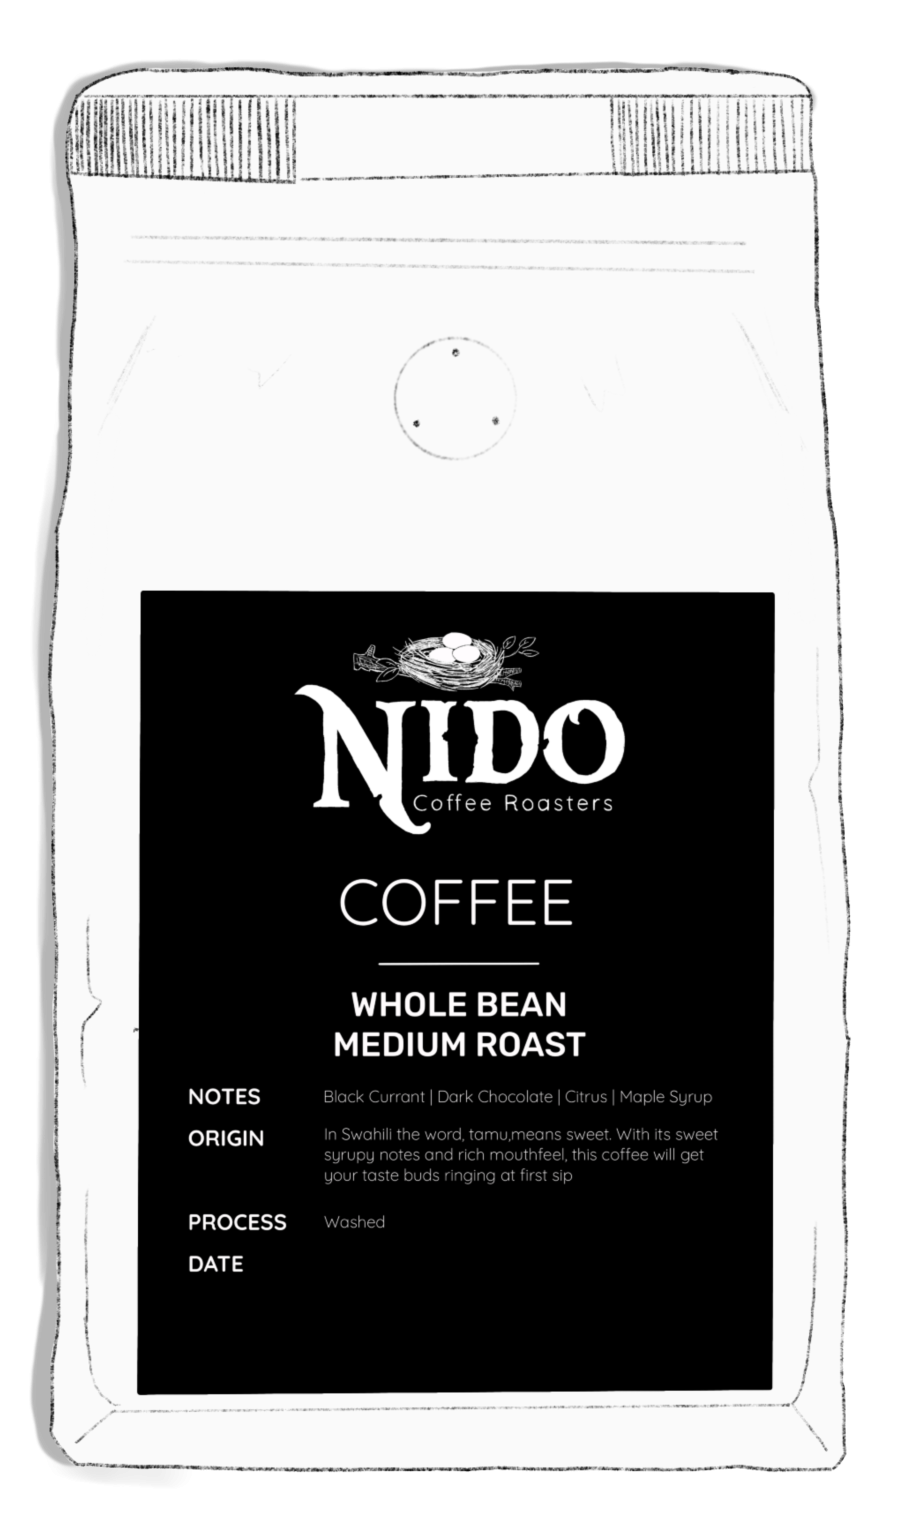 NIDO
Coffee Roasters
COFFEE
WHOLE BEAN
MEDIUM ROAST
NOTES Black Currant | Dark Chocolate | Citrus | Maple Syrup
ORIGIN In Swahili the word, tamu,means sweet. With its sweet
syrupy notes and rich mouthfeel, this coffee will get
your taste buds ringing at first sip
PROCESS Washed
DATE